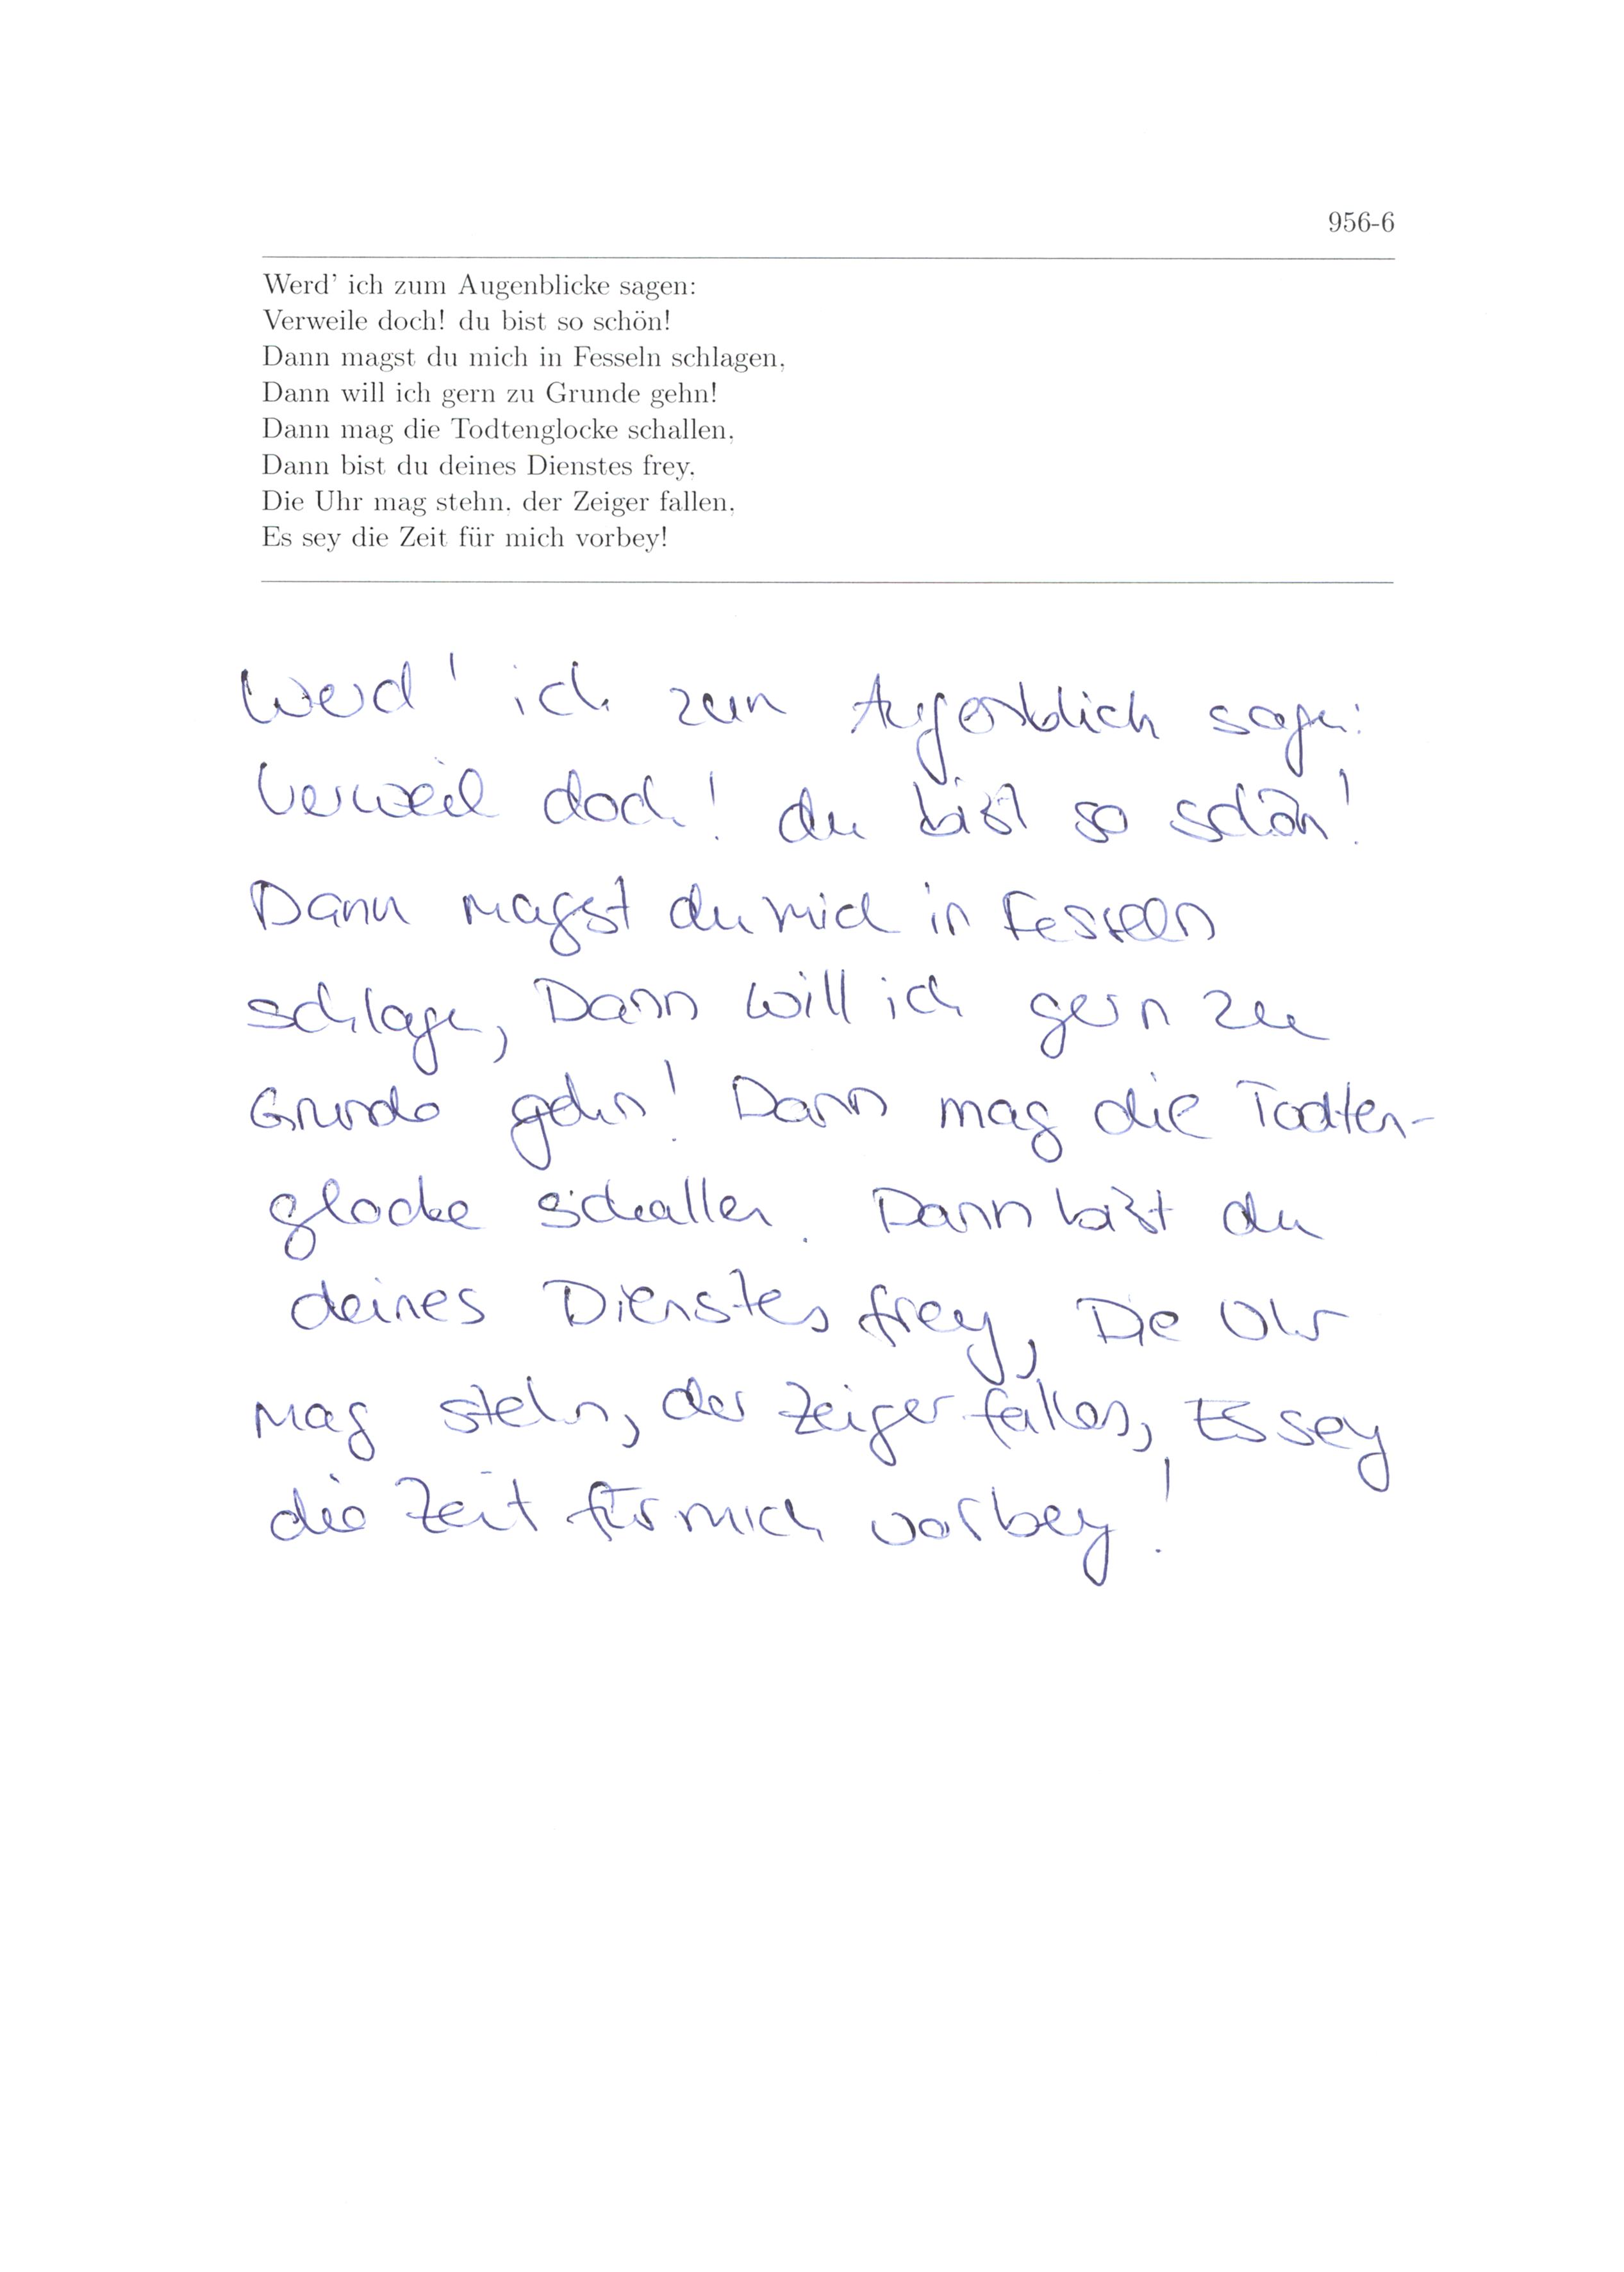 956-6
Werd' ich zum Augenblicke sagen:
Verweile doch! du bist so schön!
Dann magst du mich in Fesseln schlagen,
Dann will ich gern zu Grunde gehn!
Dann mag die Todtenglocke schallen,
Dann bist du deines Dienstes frey,
Die Uhr mag stehn, der Zeiger fallen,
Es sey die Zeit für mich vorbey!
Werd' ich zum Augenblick sagen:
Verweil doch! du bist so schön!
Dann magst du mich in Fesseln
schlagen, Dann will ich gern zu
Grunde gehn! Dann mag die Todten-
glocke schallen. Dann bist du
deines Dienstes frey, Die Uhr
mag stehn, der Zeiger fallen, Es sey
die Zeit für mich vorbey!